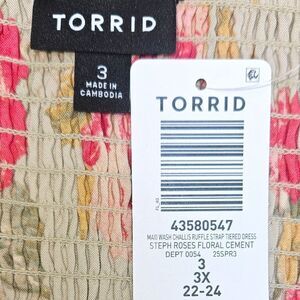 TORRID
3
MADE IN
CAMBODIA
TORRID
43580547
MAXI WASH CHALLIS RUFFLE STRAP TIERED DRESS
STEPH ROSES FLORAL CEMENT
DEPT 0054 25SPR3
3
3X
22-24